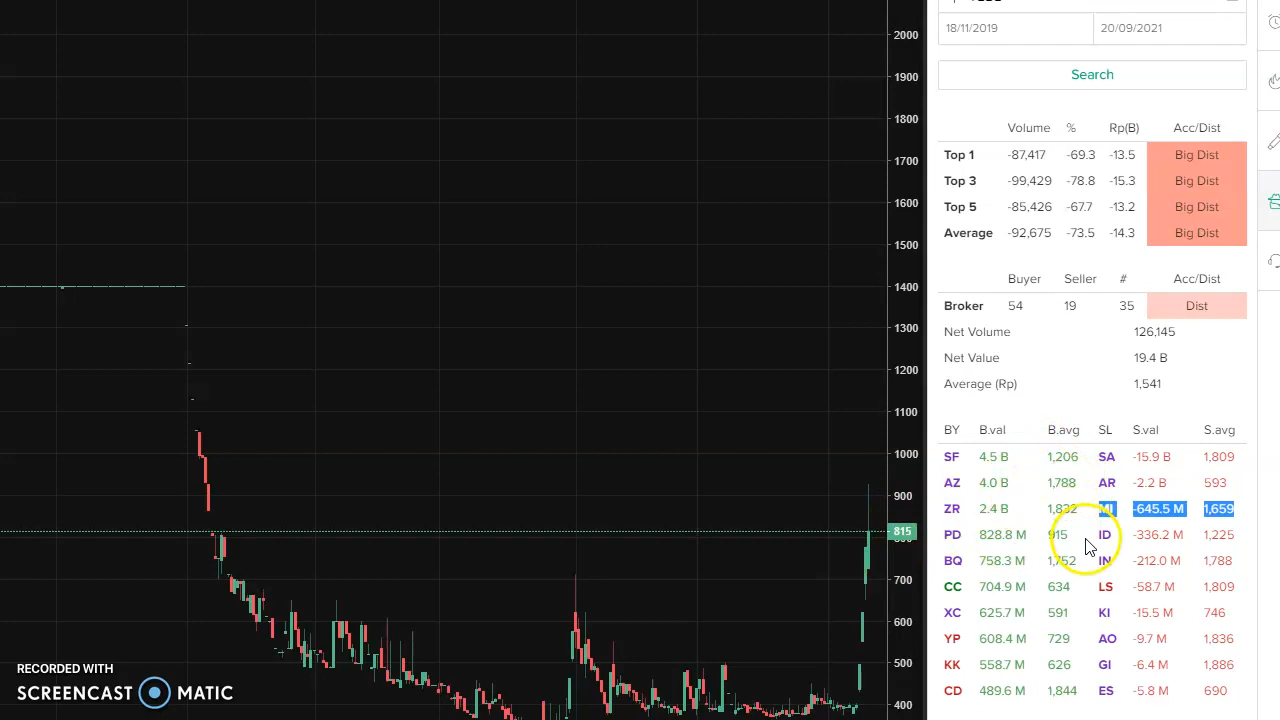 2000
1900
1800
1700
1600
1500
1400
1300
1200
1100
1000
900
815
700
600
500
400
RECORDED WITH
SCREENCAST MATIC
18/11/2019 20/09/2021
Search
Volume % Rp(B) Acc/Dist
Top 1 -87,417 -69.3 -13.5 Big Dist
Top 3 -99,429 -78.8 -15.3 Big Dist
Top 5 -85,426 -67.7 -13.2 Big Dist
Average -92,675 -73.5 -14.3 Big Dist
Buyer Seller # Acc/Dist
Broker 54 19 35 Dist
Net Volume 126,145
Net Value 19.4 B
Average (Rp) 1,541
BY B.val B.avg SL S.val S.avg
SF 4.5 B 1,206 SA -15.9 B 1,809
AZ 4.0 B 1,788 AR -2.2 B 593
ZR 2.4 B 1,832 MI -645.5 M 1,659
PD 828.8 M 915 ID -336.2 M 1,225
BQ 758.3 M 1,752 IN -212.0 M 1,788
CC 704.9 M 634 LS -58.7 M 1,809
XC 625.7 M 591 KI -15.5 M 746
YP 608.4 M 729 AO -9.7 M 1,836
KK 558.7 M 626 GI -6.4 M 1,886
CD 489.6 M 1,844 ES -5.8 M 690